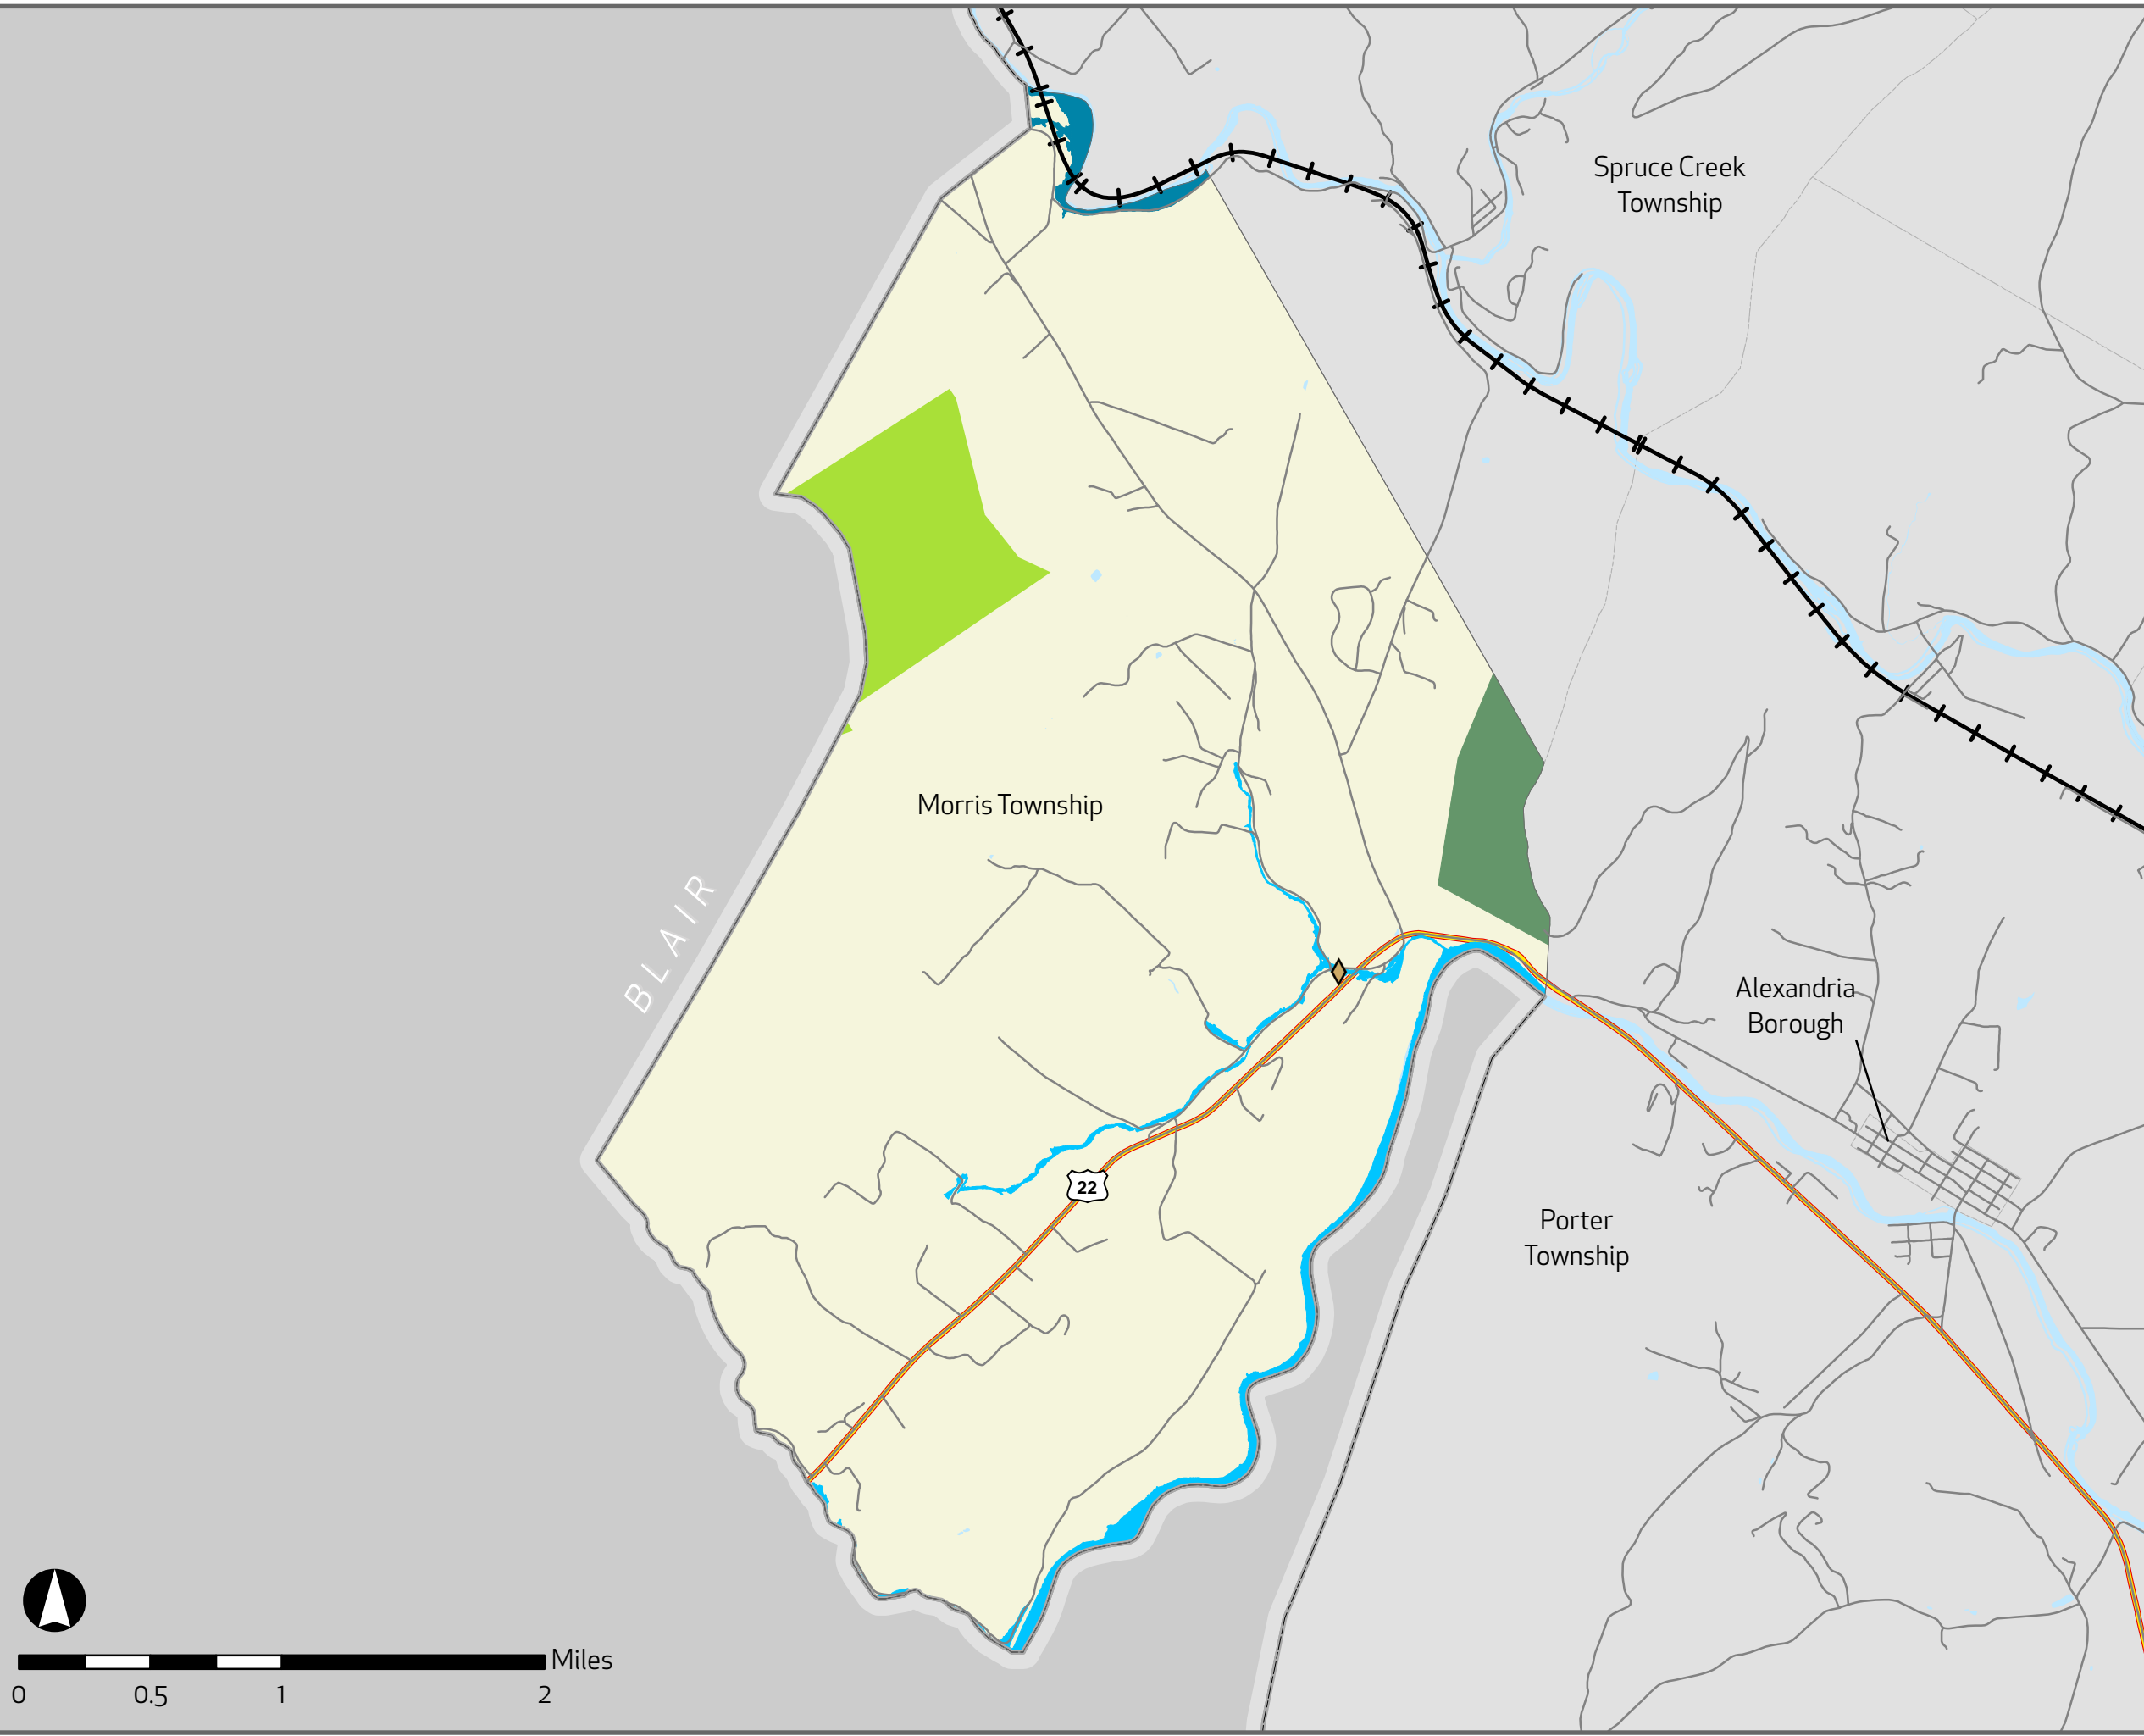 Spruce Creek
Township
Morris Township
BLAIR
Alexandria
Borough
22
Porter
Township
Miles
0 0.5 1 2